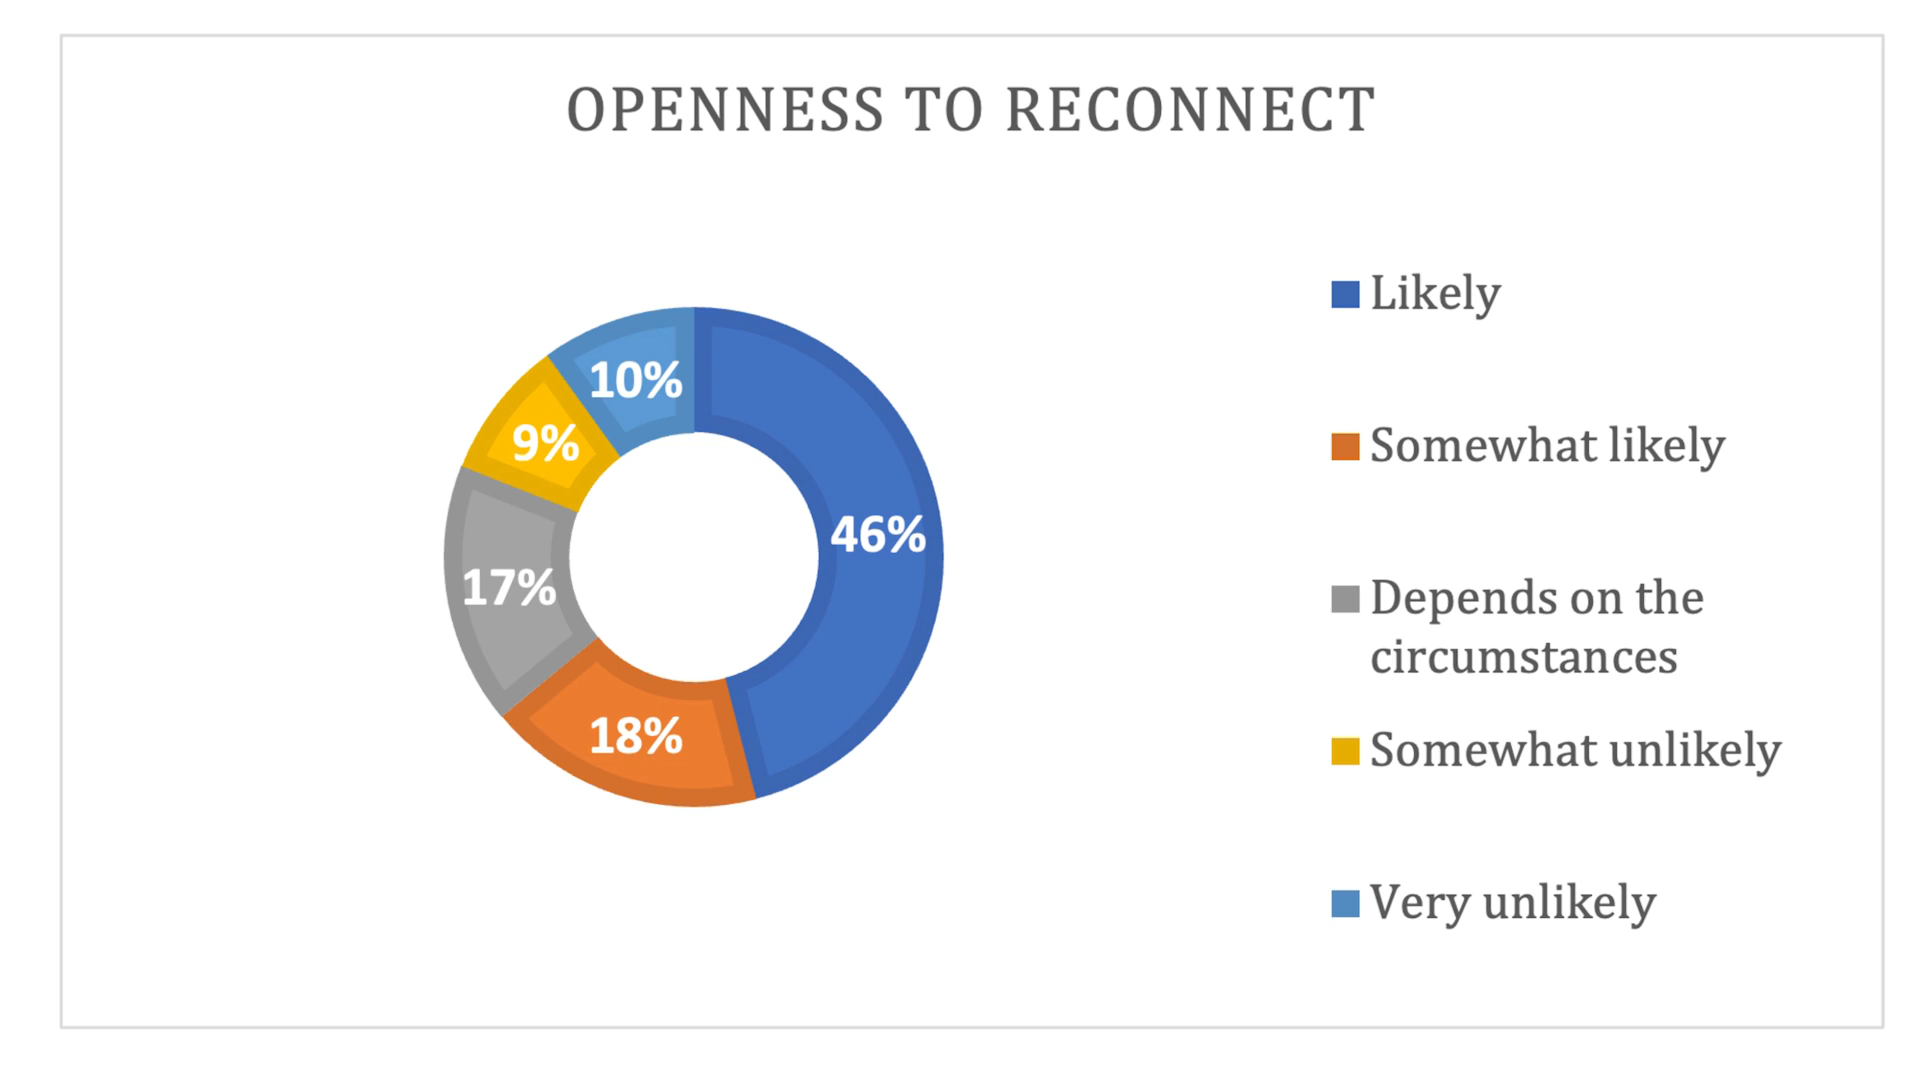 OPENNESS TO RECONNECT
10%
9%
46%
17%
18%
Likely
Somewhat likely
Depends on the
circumstances
Somewhat unlikely
Very unlikely